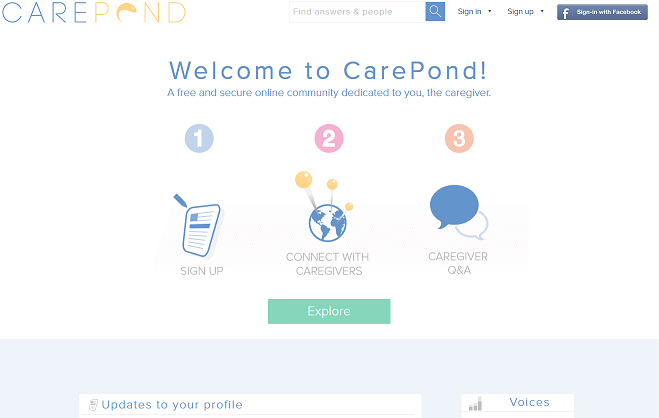 CAREPOND
Find answers & people
Sign in
Sign up
f Sign-in with Facebook
Welcome to CarePond!
A free and secure online community dedicated to you, the caregiver.
1
2
3
SIGN UP
CONNECT WITH
CAREGIVERS
CAREGIVER
Q&A
Explore
Updates to your profile
Voices